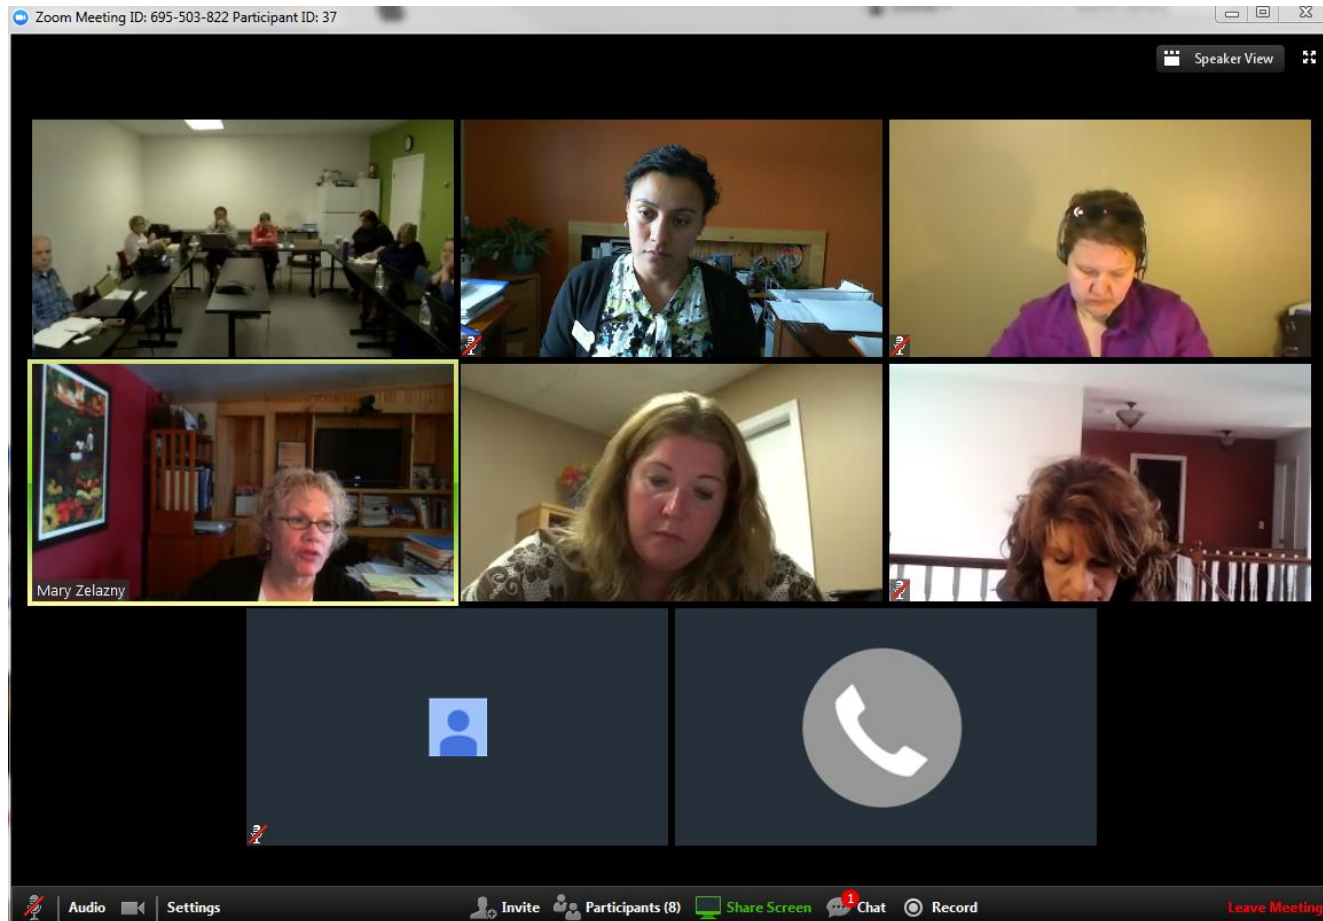 Zoom Meeting ID: 695-503-822 Participant ID: 37
Speaker View
Mary Zelazny
Audio
Settings
Invite
Participants (8)
Share Screen
1
Chat
Record
Leave Meeting